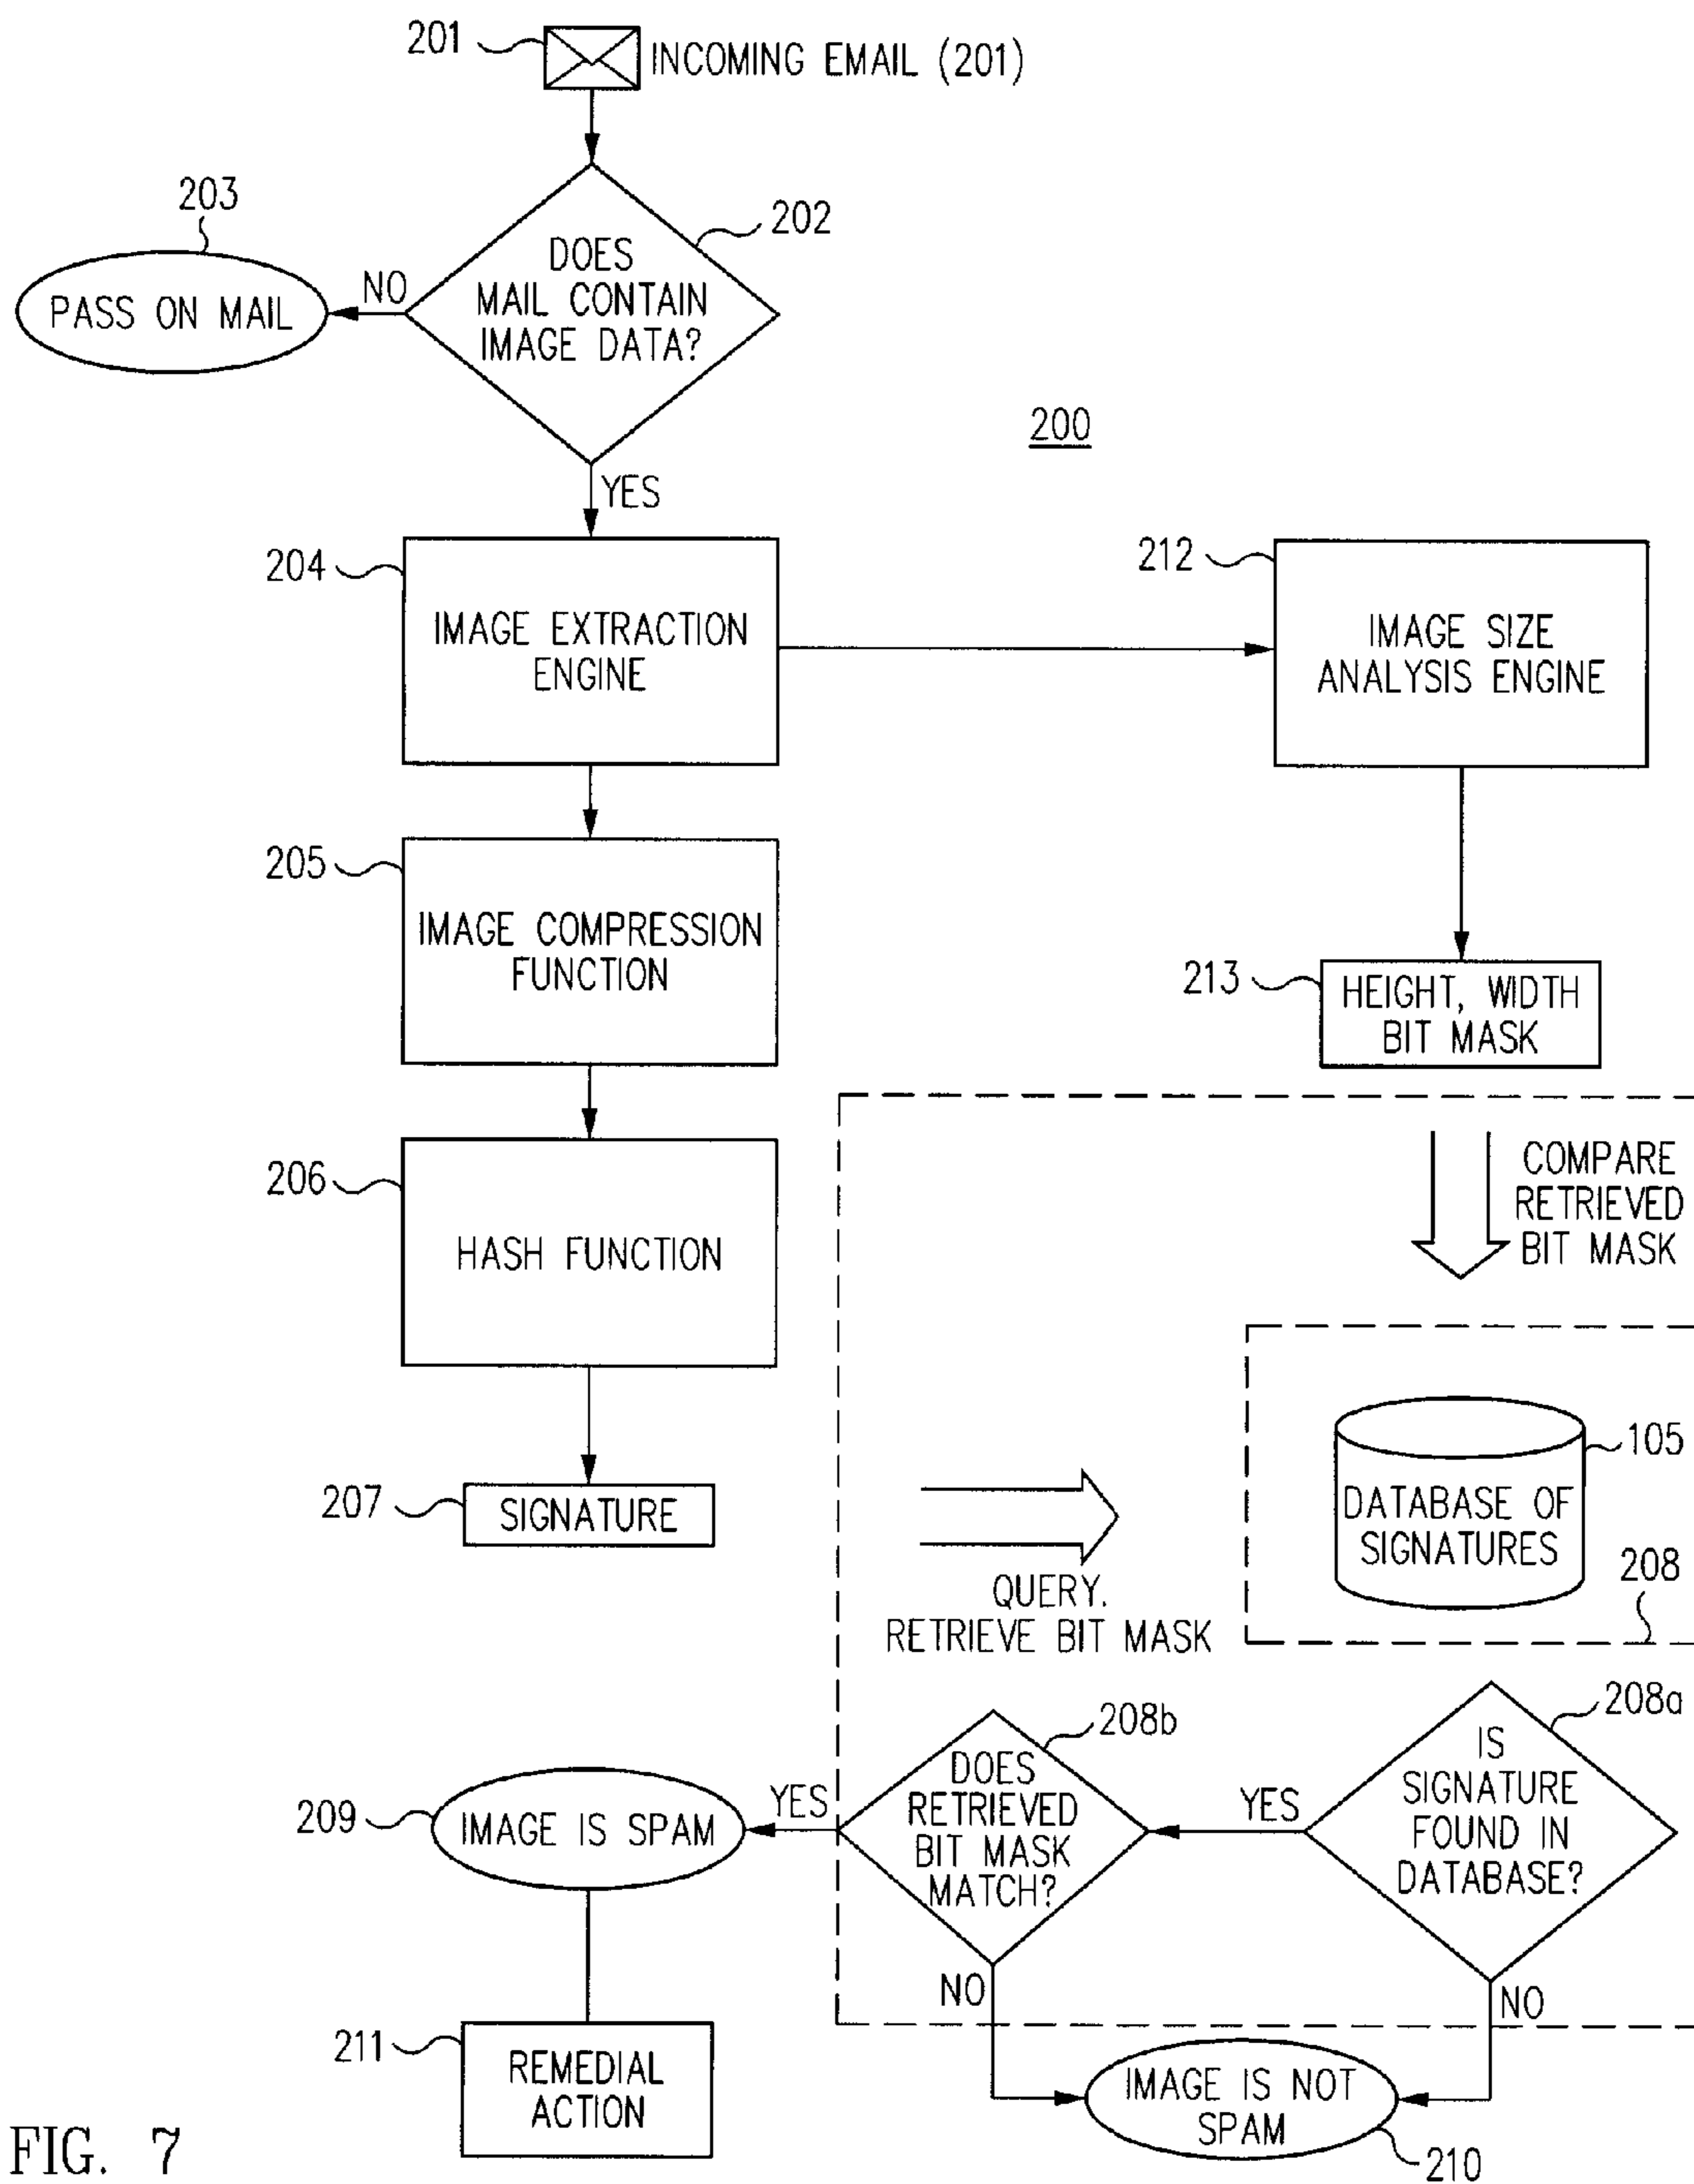 201
INCOMING EMAIL (201)
203
202
DOES
MAIL CONTAIN
IMAGE DATA?
NO
PASS ON MAIL
200
YES
204
IMAGE EXTRACTION
ENGINE
212
IMAGE SIZE
ANALYSIS ENGINE
205
IMAGE COMPRESSION
FUNCTION
213
HEIGHT, WIDTH
BIT MASK
206
HASH FUNCTION
COMPARE
RETRIEVED
BIT MASK
207
SIGNATURE
QUERY.
RETRIEVE BIT MASK
105
DATABASE OF
SIGNATURES
208
208a
IS
SIGNATURE
FOUND IN
DATABASE?
YES
NO
208b
DOES
RETRIEVED
BIT MASK
MATCH?
YES
NO
209
IMAGE IS SPAM
211
REMEDIAL
ACTION
IMAGE IS NOT
SPAM
210
FIG. 7